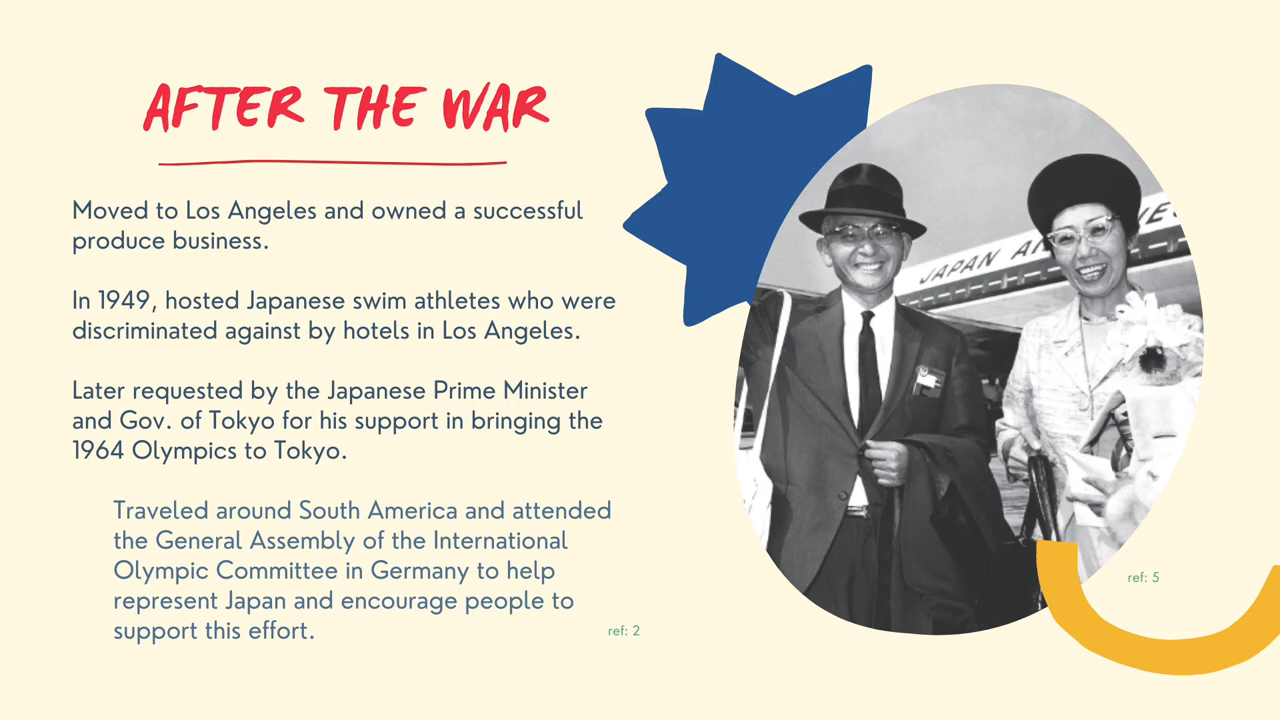 AFTER THE WAR
Moved to Los Angeles and owned a successful
produce business.
In 1949, hosted Japanese swim athletes who were
discriminated against by hotels in Los Angeles.
Later requested by the Japanese Prime Minister
and Gov. of Tokyo for his support in bringing the
1964 Olympics to Tokyo.
Traveled around South America and attended
the General Assembly of the International
Olympic Committee in Germany to help
represent Japan and encourage people to
support this effort.
ref: 2
JAPAN
ref: 5